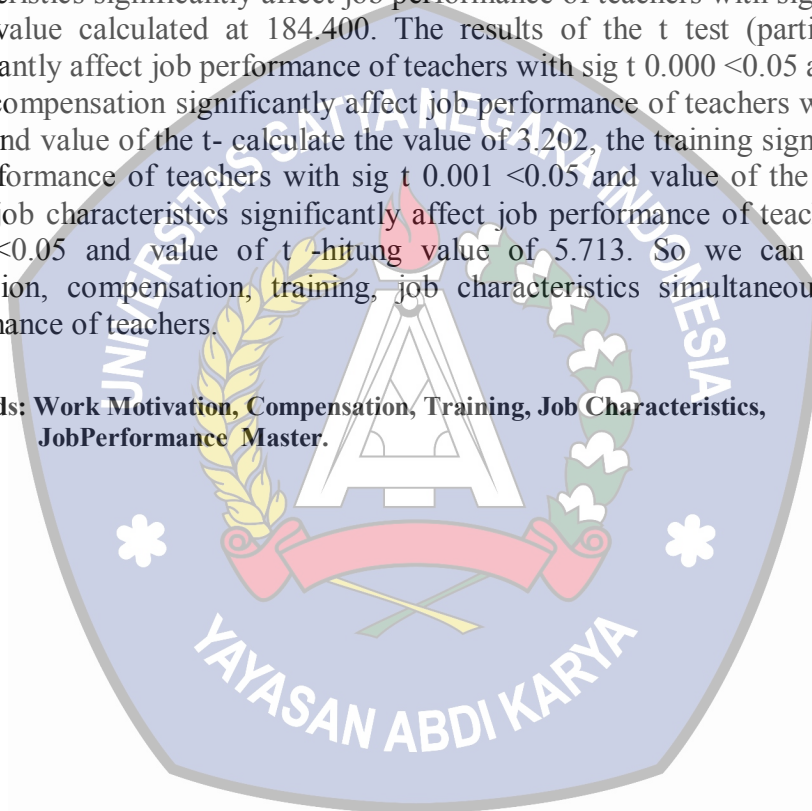 eristics significantly affect job performance of teachers with sig
value calculated at 184.400. The results of the t test (parti
antly affect job performance of teachers with sig t 0.000 <0.05 a
compensation significantly affect job performance of teachers w
nd value of the t- calculate the value of 3.202, the training sign
formance of teachers with sig t 0.001 <0.05 and value of the
job characteristics significantly affect job performance of teac
<0.05 and value of t -hitung value of 5.713. So we can
ion, compensation, training, job characteristics simultaneou
nance of teachers.
ds: Work Motivation, Compensation, Training, Job Characteristics,
JobPerformance Master.
UNIVERSITAS SATYA NEGARA INDONESIA
YAYASAN ABDI KARYA